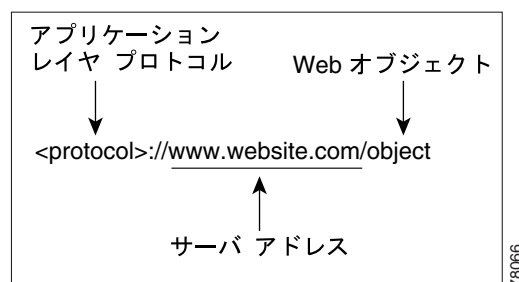 アプリケーション
レイヤ プロトコル
Web オブジェクト
<protocol>://www.website.com/object
サーバ アドレス
78066